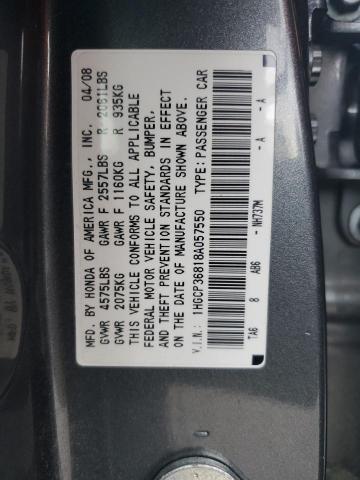 MFD. BY HONDA OF AMERICA MFG., INC. 04/08
GVWR 4575LBS GAWR F 2557LBS R 2061LBS
GVWR 2075KG GAWR F 1160KG R 935KG
THIS VEHICLE CONFORMS TO ALL APPLICABLE
FEDERAL MOTOR VEHICLE SAFETY, BUMPER,
AND THEFT PREVENTION STANDARDS IN EFFECT
ON THE DATE OF MANUFACTURE SHOWN ABOVE.
V.I.N.: 1HGCP36818A057550 TYPE: PASSENGER CAR
TA6 8 AB6 - NH737M - A - A